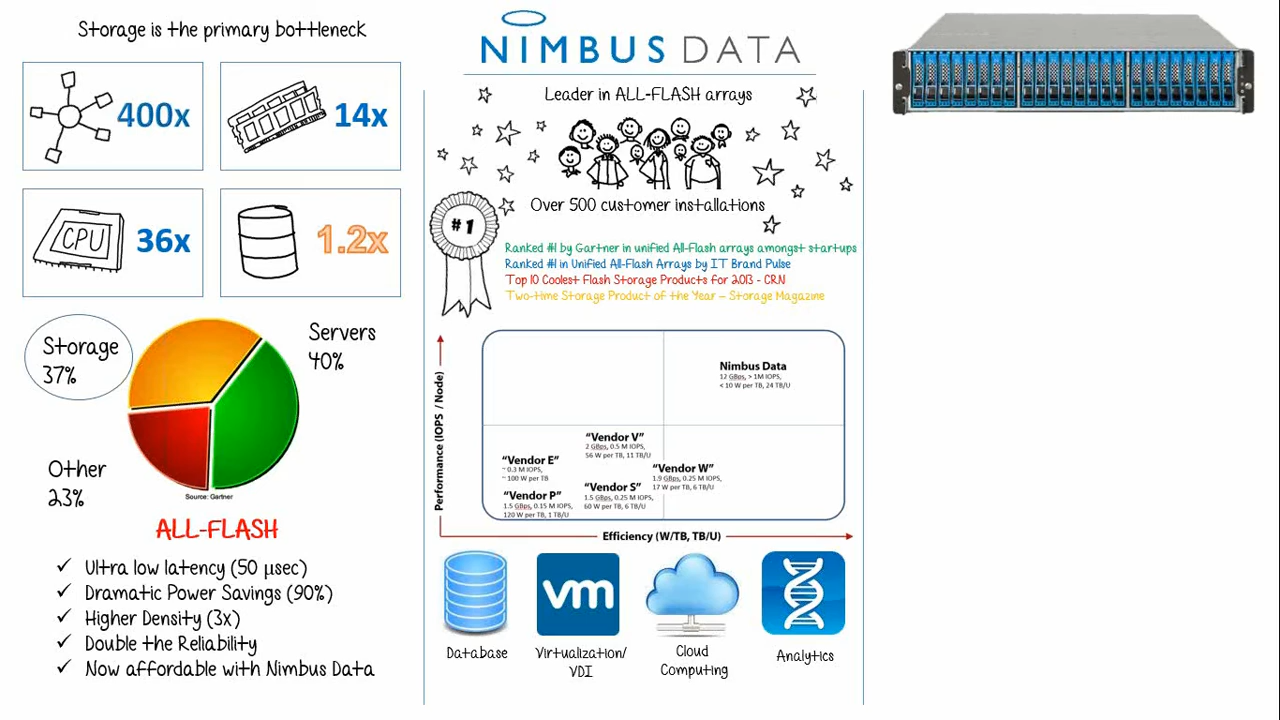 Storage is the primary bottleneck
400x
14x
CPU
36x
1.2x
Storage
37%
Servers
40%
Other
23%
Source: Gartner
ALL-FLASH
✓ Ultra low latency (50 µsec)
✓ Dramatic Power Savings (90%)
✓ Higher Density (3x)
✓ Double the Reliability
✓ Now affordable with Nimbus Data
NIMBUS DATA
Leader in ALL-FLASH arrays
Over 500 customer installations
#1
Ranked #1 by Gartner in unified All-Flash arrays amongst startups
Ranked #1 in Unified All-Flash Arrays by IT Brand Pulse
Top 10 Coolest Flash Storage Products for 2013 - CRN
Two-time Storage Product of the Year – Storage Magazine
Performance (IOPS / Node)
Nimbus Data
12 GBps, > 1M IOPS,
< 10 W per TB, 24 TB/U
"Vendor V"
2 GBps, 0.5 M IOPS,
56 W per TB, 11 TB/U
"Vendor E"
~ 0.3 M IOPS,
~ 100 W per TB
"Vendor W"
1.9 GBps, 0.25 M IOPS,
17 W per TB, 6 TB/U
"Vendor S"
1.5 GBps, 0.25 M IOPS,
60 W per TB, 6 TB/U
"Vendor P"
1.5 GBps, 0.15 M IOPS,
120 W per TB, 1 TB/U
Efficiency (W/TB, TB/U)
vm
Database
Virtualization/
VDI
Cloud
Computing
Analytics